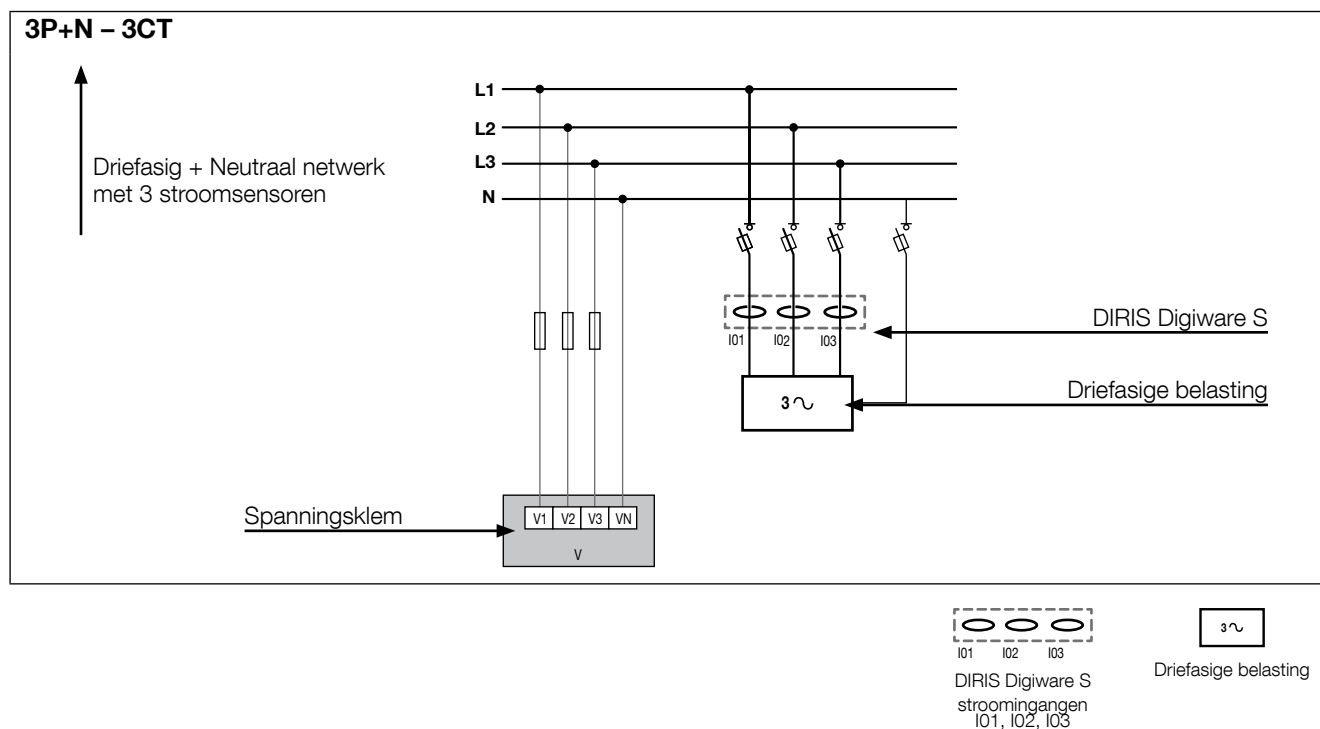 3P+N – 3CT
Driefasig + Neutraal netwerk
met 3 stroomsensoren
L1
L2
L3
N
I01 I02 I03
DIRIS Digiware S
3
Driefasige belasting
Spanningsklem
V1 V2 V3 VN
V
I01 I02 I03
DIRIS Digiware S
stroomingangen
I01, I02, I03
3
Driefasige belasting